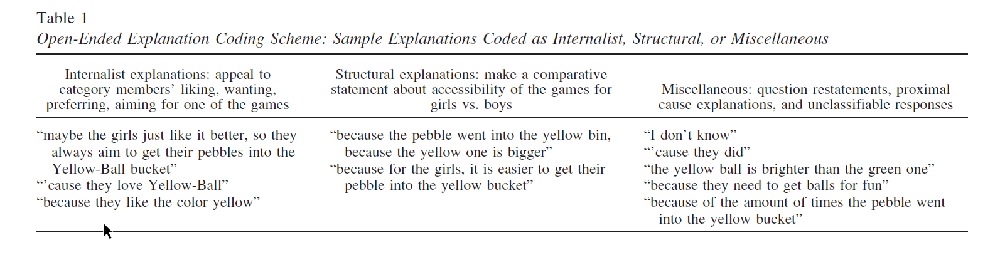 Table 1
Open-Ended Explanation Coding Scheme: Sample Explanations Coded as Internalist, Structural, or Miscellaneous
Internalist explanations: appeal to
category members’ liking, wanting,
preferring, aiming for one of the games
Structural explanations: make a comparative
statement about accessibility of the games for
girls vs. boys
Miscellaneous: question restatements, proximal
cause explanations, and unclassifiable responses
“maybe the girls just like it better, so they
always aim to get their pebbles into the
Yellow-Ball bucket”
“’cause they love Yellow-Ball”
“because they like the color yellow”
“because the pebble went into the yellow bin,
because the yellow one is bigger”
“because for the girls, it is easier to get their
pebble into the yellow bucket”
“I don’t know”
“’cause they did”
“the yellow ball is brighter than the green one”
“because they need to get balls for fun”
“because of the amount of times the pebble went
into the yellow bucket”